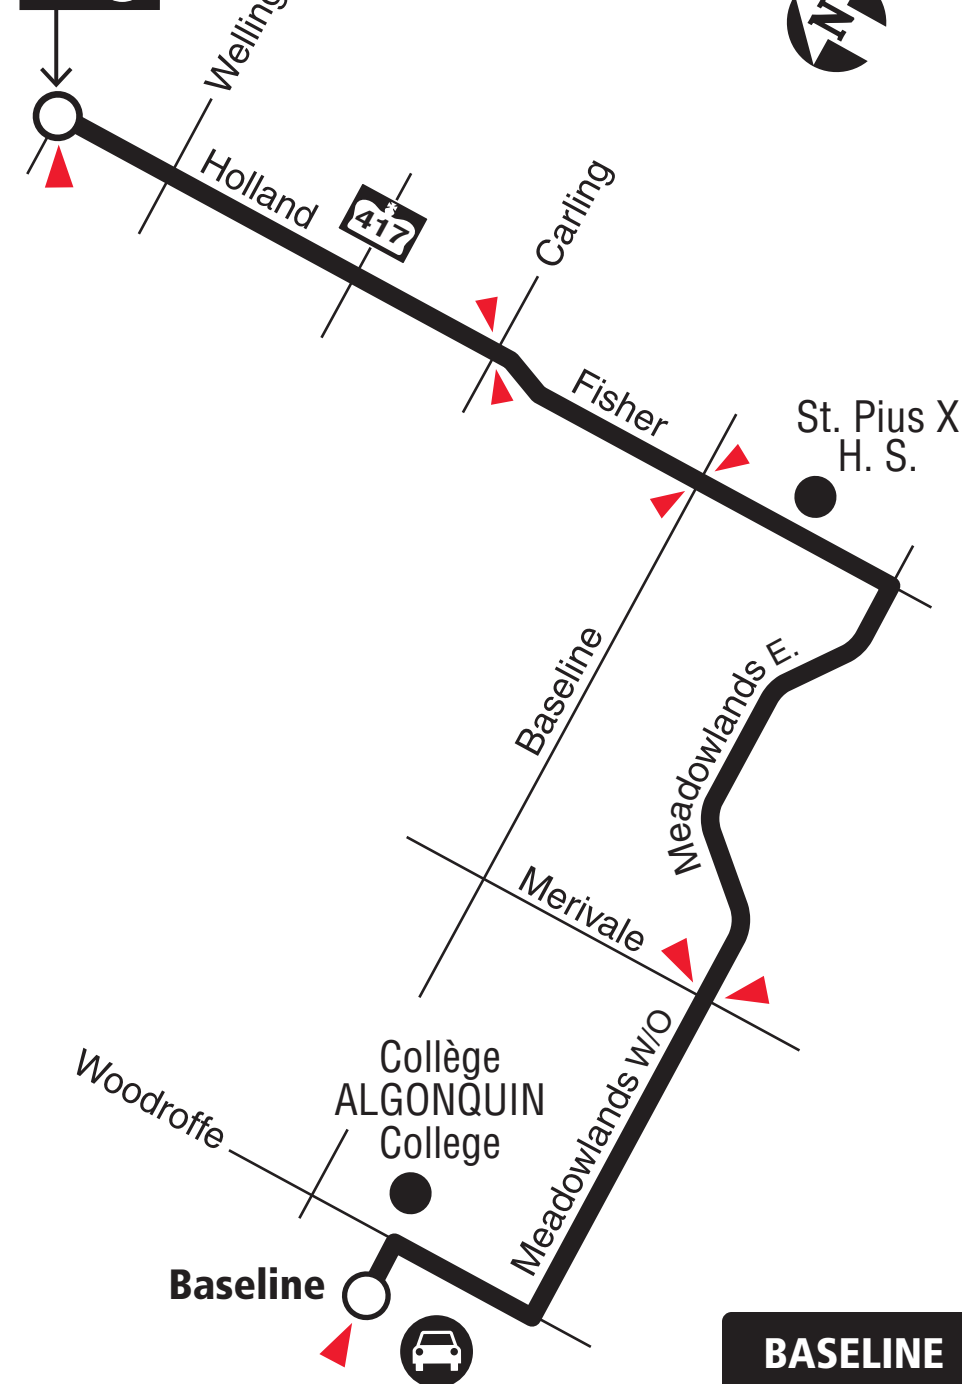 N
Holland
417
Carling
Fisher
St. Pius X
H. S.
Baseline
Meadowlands E.
Merivale
Meadowlands W/O
Collège
ALGONQUIN
College
Woodroffe
Baseline
BASELINE